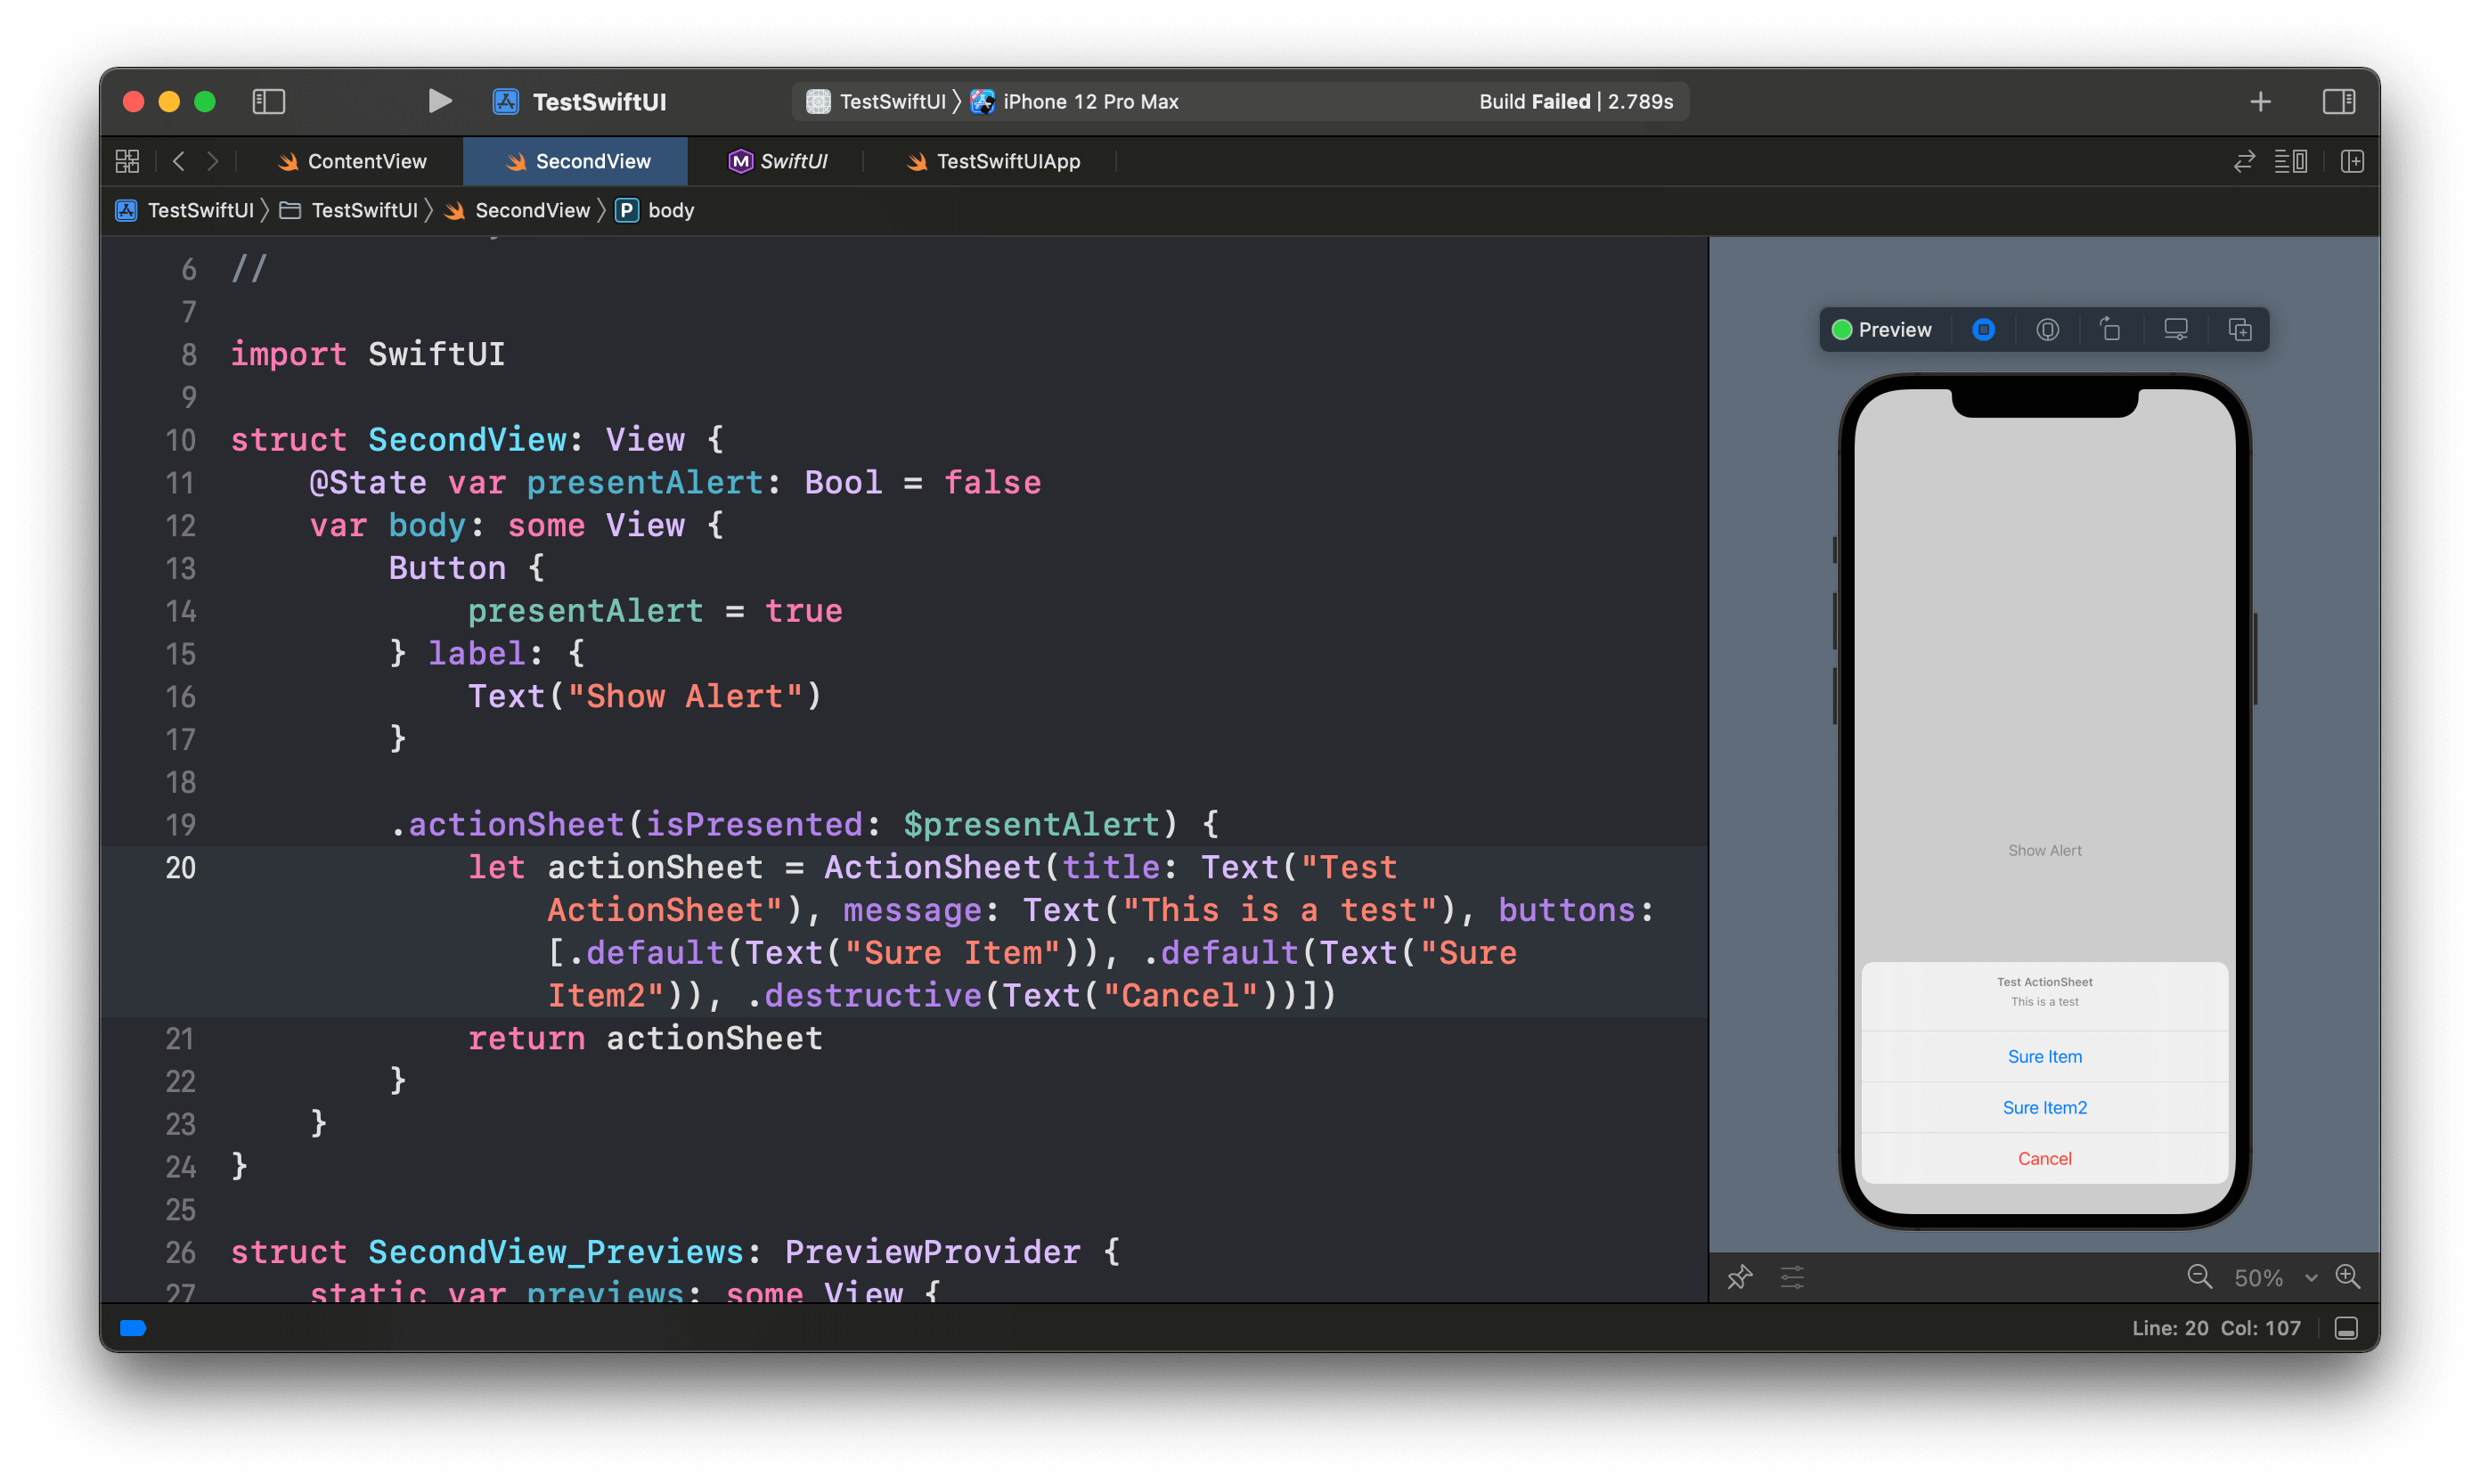 TestSwiftUI
TestSwiftUI 〉 iPhone 12 Pro Max
Build Failed | 2.789s
ContentView
SecondView
SwiftUI
TestSwiftUIApp
TestSwiftUI 〉 TestSwiftUI 〉 SecondView 〉 P body
6 //
7
8 import SwiftUI
9
10 struct SecondView: View {
11 @State var presentAlert: Bool = false
12 var body: some View {
13 Button {
14 presentAlert = true
15 } label: {
16 Text("Show Alert")
17 }
18
19 .actionSheet(isPresented: $presentAlert) {
20 let actionSheet = ActionSheet(title: Text("Test
ActionSheet"), message: Text("This is a test"), buttons:
[.default(Text("Sure Item")), .default(Text("Sure
Item2")), .destructive(Text("Cancel"))])
21 return actionSheet
22 }
23 }
24 }
25
26 struct SecondView_Previews: PreviewProvider {
27 static var previews: some View {
Preview
Show Alert
Test ActionSheet
This is a test
Sure Item
Sure Item2
Cancel
50%
Line: 20 Col: 107